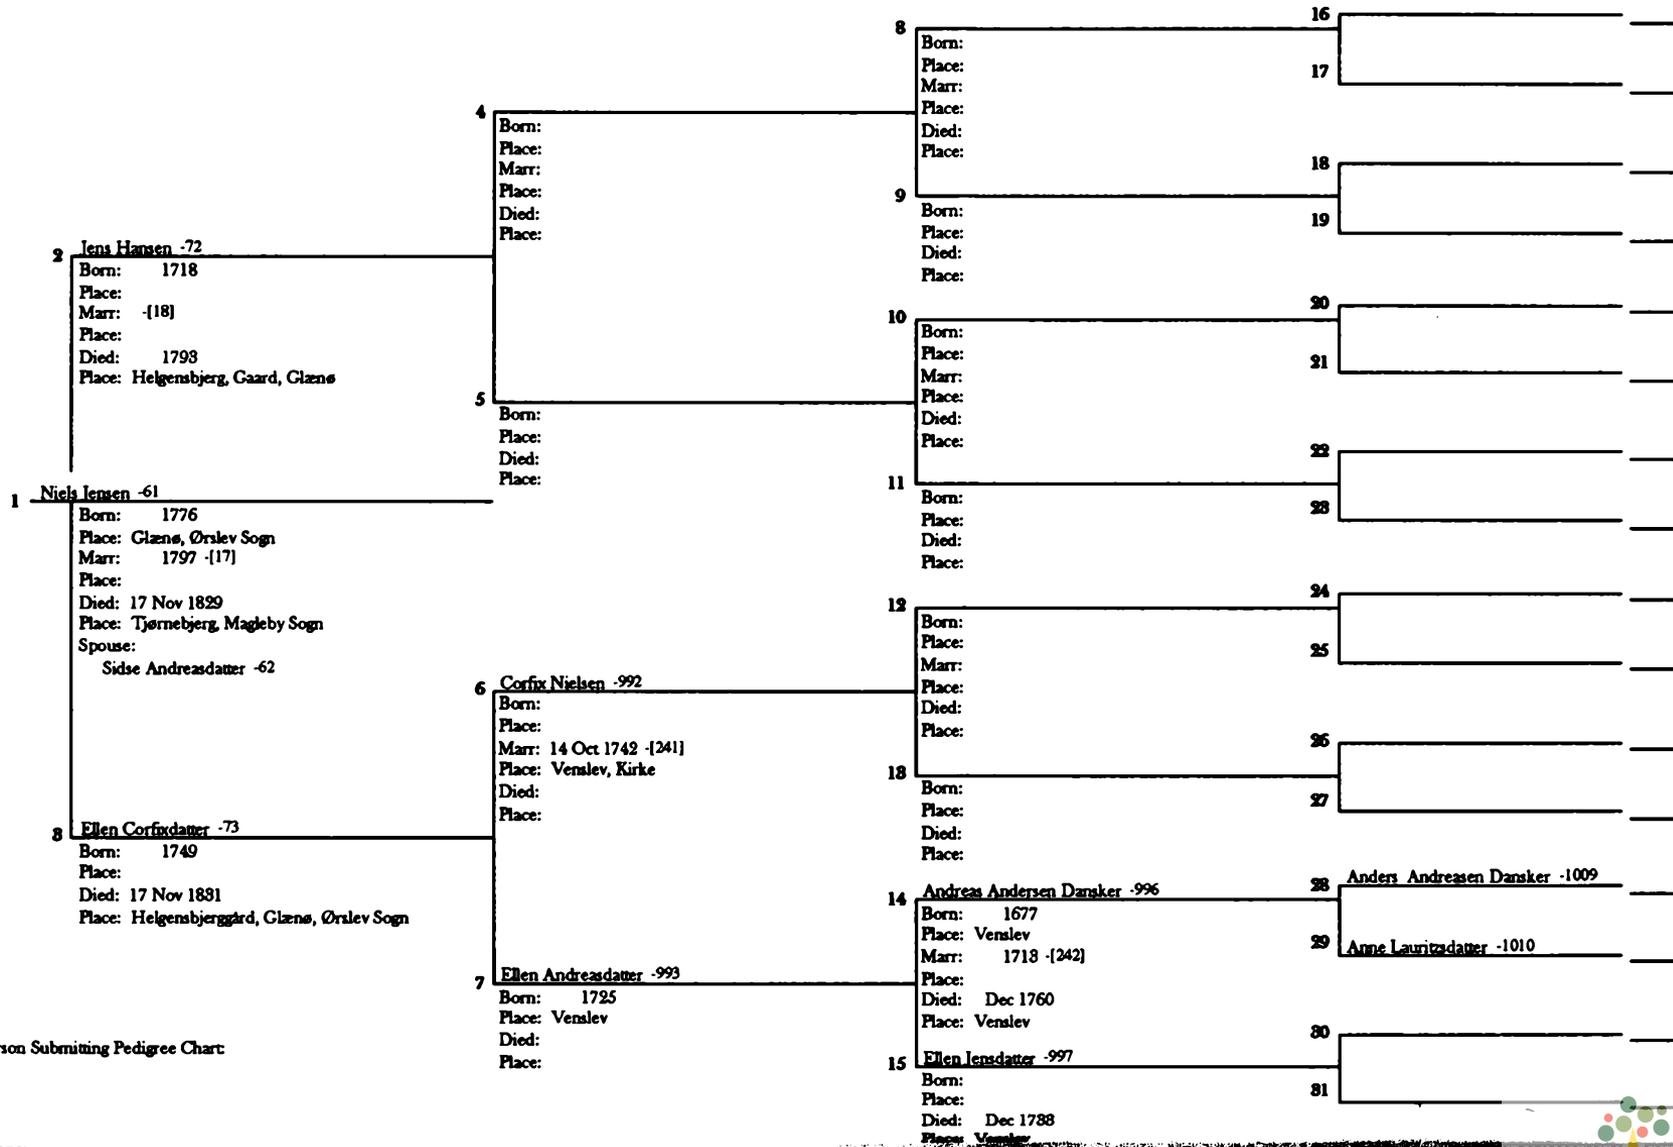 2 Jens Hansen -72
Born: 1718
Place:
Marr: -[18]
Place:
Died: 1793
Place: Helgensbjerg, Gaard, Glænø
1 Niels Jensen -61
Born: 1776
Place: Glænø, Ørslev Sogn
Marr: 1797 -[17]
Place:
Died: 17 Nov 1829
Place: Tjørnebjerg, Magleby Sogn
Spouse:
Sidse Andreasdatter -62
3 Ellen Corfixdatter -73
Born: 1749
Place:
Died: 17 Nov 1831
Place: Helgensbjerggård, Glænø, Ørslev Sogn
son Submitting Pedigree Chart:
4
Born:
Place:
Marr:
Place:
Died:
Place:
5
Born:
Place:
Died:
Place:
6 Corfix Nielsen -992
Born:
Place:
Marr: 14 Oct 1742 -[241]
Place: Venslev, Kirke
Died:
Place:
7 Ellen Andreasdatter -993
Born: 1725
Place: Venslev
Died:
Place:
8
Born:
Place:
Marr:
Place:
Died:
Place:
9
Born:
Place:
Died:
Place:
10
Born:
Place:
Marr:
Place:
Died:
Place:
11
Born:
Place:
Died:
Place:
12
Born:
Place:
Marr:
Place:
Died:
Place:
13
Born:
Place:
Died:
Place:
14 Andreas Andersen Dansker -996
Born: 1677
Place: Venslev
Marr: 1713 -[242]
Place:
Died: Dec 1760
Place: Venslev
15 Ellen Jensdatter -997
Born:
Place:
Died: Dec 1738
Place: Venslev
16
17
18
19
20
21
22
23
24
25
26
27
28 Anders Andreasen Dansker -1009
29 Anne Lauritzsdatter -1010
30
31